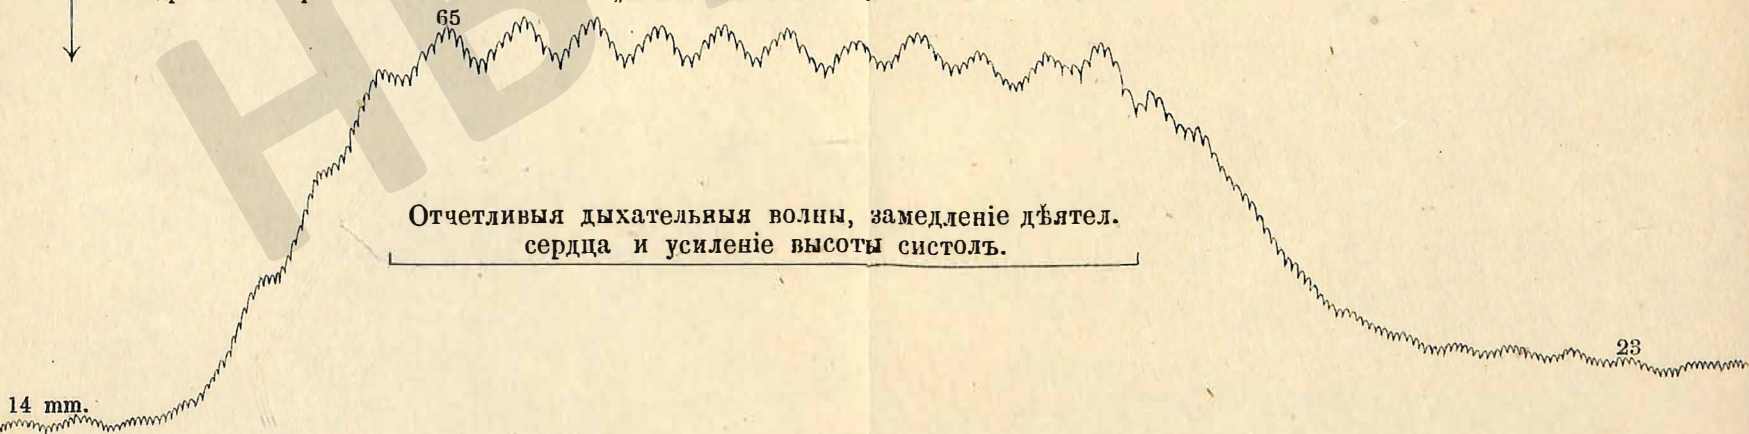 65
Отчетливыя дыхательныя волны, замедленіе дѣятел.
сердца и усиленіе высоты систолъ.
23
14 mm.